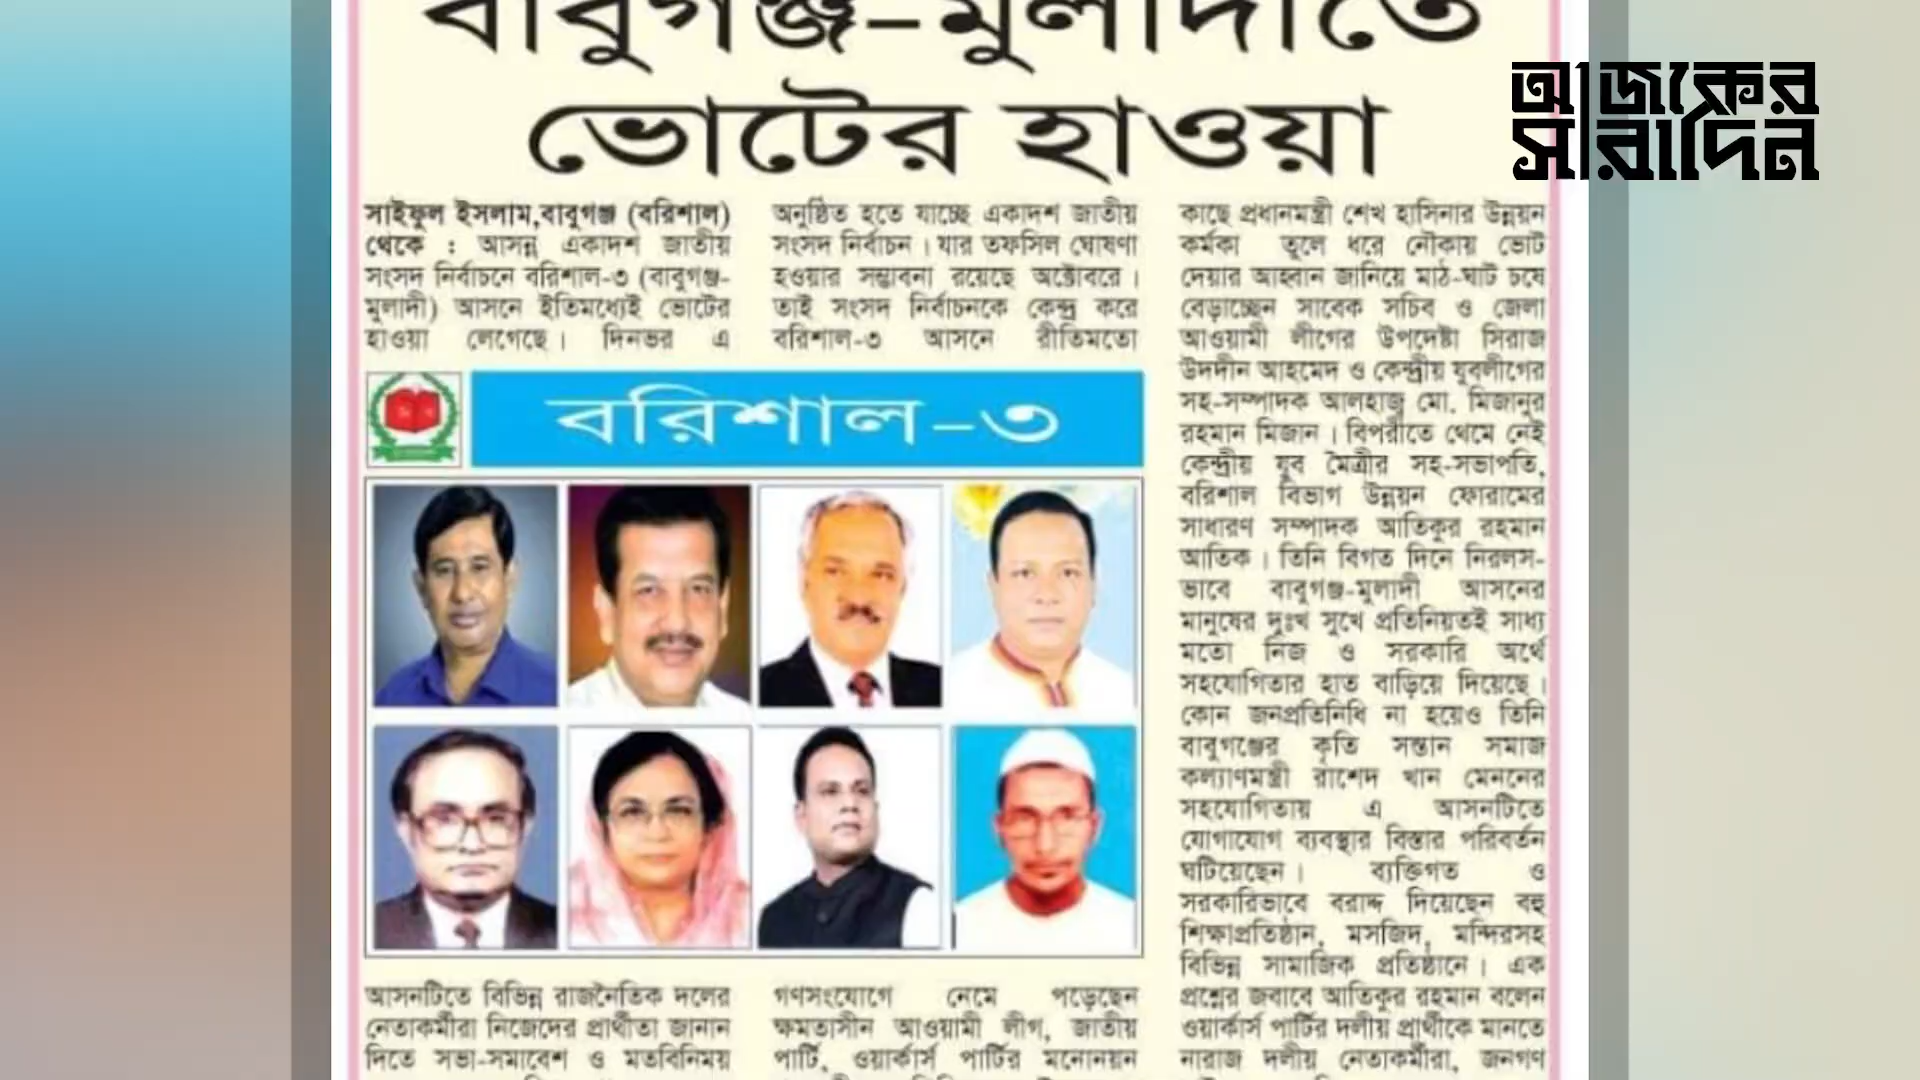 বাবুগঞ্জ-মুলাদীতে
ভোটের হাওয়া
আজকের
সারাদেশ
সাইফুল ইসলাম,বাবুগঞ্জ (বরিশাল)
থেকে : আসন্ন একাদশ জাতীয়
সংসদ নির্বাচনে বরিশাল-৩ (বাবুগঞ্জ-
মুলাদী) আসনে ইতিমধ্যেই ভোটের
হাওয়া লেগেছে। দিনভর এ
বরিশাল-৩
আসনটিতে বিভিন্ন রাজনৈতিক দলের
নেতাকর্মীরা নিজেদের প্রার্থীতা জানান
দিতে সভা-সমাবেশ ও মতবিনিময়
অনুষ্ঠিত হতে যাচ্ছে একাদশ জাতীয়
সংসদ নির্বাচন। যার তফসিল ঘোষণা
হওয়ার সম্ভাবনা রয়েছে অক্টোবরে।
তাই সংসদ নির্বাচনকে কেন্দ্র করে
বরিশাল-৩ আসনে রীতিমতো
গণসংযোগে নেমে পড়েছেন
ক্ষমতাসীন আওয়ামী লীগ, জাতীয়
পার্টি, ওয়ার্কার্স পার্টির মনোনয়ন
কাছে প্রধানমন্ত্রী শেখ হাসিনার উন্নয়ন
কর্মকা তুলে ধরে নৌকায় ভোট
দেয়ার আহ্বান জানিয়ে মাঠ-ঘাট চষে
বেড়াচ্ছেন সাবেক সচিব ও জেলা
আওয়ামী লীগের উপদেষ্টা সিরাজ
উদদীন আহমেদ ও কেন্দ্রীয় যুবলীগের
সহ-সম্পাদক আলহাজ্ব মো. মিজানুর
রহমান মিজান। বিপরীতে থেমে নেই
কেন্দ্রীয় যুব মৈত্রীর সহ-সভাপতি,
বরিশাল বিভাগ উন্নয়ন ফোরামের
সাধারণ সম্পাদক আতিকুর রহমান
আতিক। তিনি বিগত দিনে নিরলস-
ভাবে বাবুগঞ্জ-মুলাদী আসনের
মানুষের দুঃখ সুখে প্রতিনিয়তই সাধ্য
মতো নিজ ও সরকারি অর্থে
সহযোগিতার হাত বাড়িয়ে দিয়েছে।
কোন জনপ্রতিনিধি না হয়েও তিনি
বাবুগঞ্জের কৃতি সন্তান সমাজ
কল্যাণমন্ত্রী রাশেদ খান মেননের
সহযোগিতায় এ আসনটিতে
যোগাযোগ ব্যবস্থার বিস্তার পরিবর্তন
ঘটিয়েছেন। ব্যক্তিগত ও
সরকারিভাবে বরাদ্দ দিয়েছেন বহু
শিক্ষাপ্রতিষ্ঠান, মসজিদ, মন্দিরসহ
বিভিন্ন সামাজিক প্রতিষ্ঠানে। এক
প্রশ্নের জবাবে আতিকুর রহমান বলেন
ওয়ার্কার্স পার্টির দলীয় প্রার্থীকে মানতে
নারাজ দলীয় নেতাকর্মীরা, জনগণ